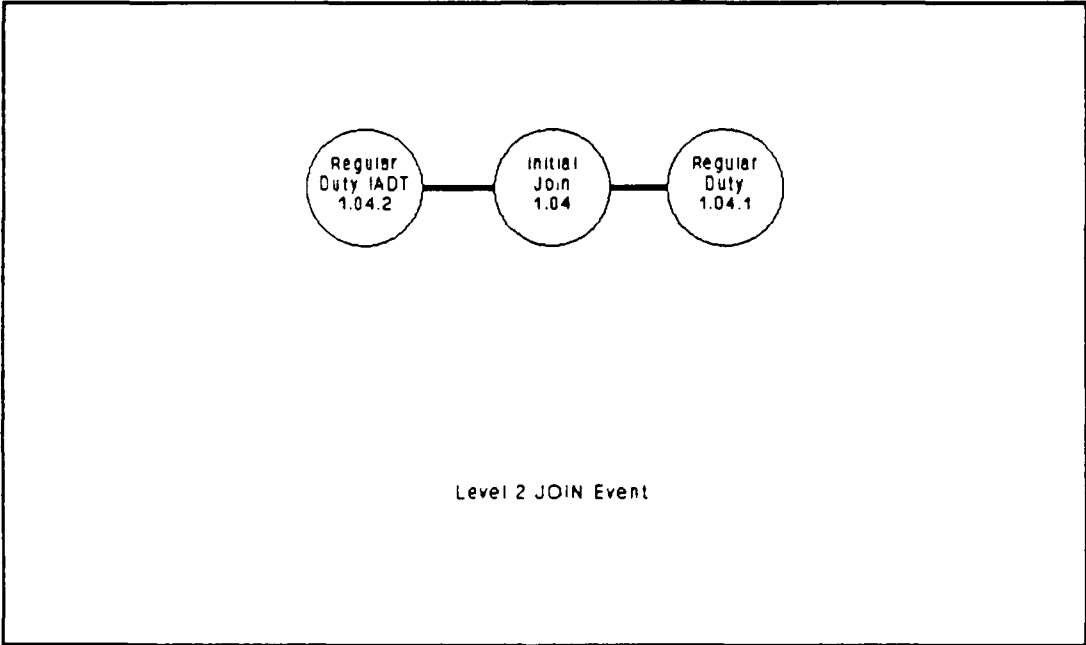 Regular
Duty IADT
1.04.2
Initial
Join
1.04
Regular
Duty
1.04.1
Level 2 JOIN Event